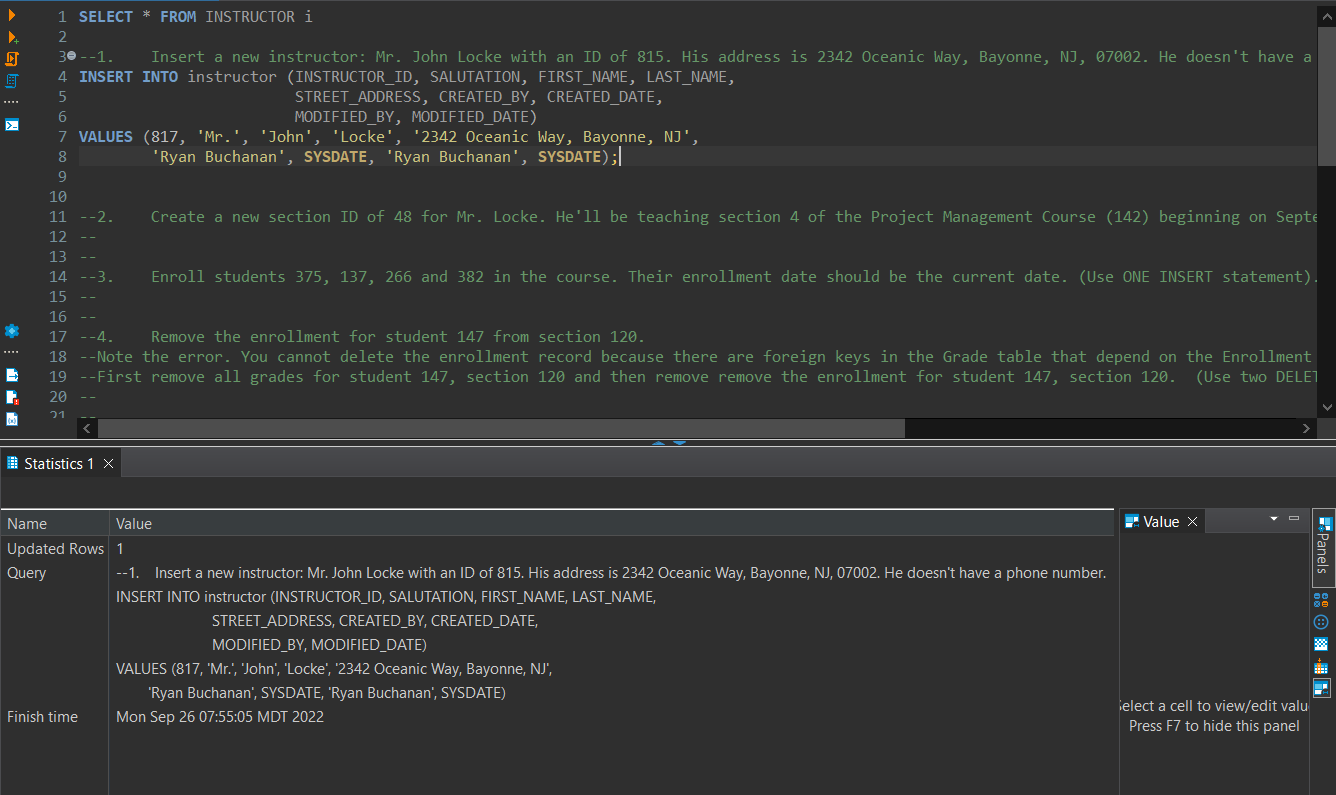 1 SELECT * FROM INSTRUCTOR i
2
3 --1.    Insert a new instructor: Mr. John Locke with an ID of 815. His address is 2342 Oceanic Way, Bayonne, NJ, 07002. He doesn't have a
4 INSERT INTO instructor (INSTRUCTOR_ID, SALUTATION, FIRST_NAME, LAST_NAME,
5                         STREET_ADDRESS, CREATED_BY, CREATED_DATE,
6                         MODIFIED_BY, MODIFIED_DATE)
7 VALUES (817, 'Mr.', 'John', 'Locke', '2342 Oceanic Way, Bayonne, NJ',
8         'Ryan Buchanan', SYSDATE, 'Ryan Buchanan', SYSDATE);
9
10
11 --2.    Create a new section ID of 48 for Mr. Locke. He'll be teaching section 4 of the Project Management Course (142) beginning on Septe
12 --
13 --
14 --3.    Enroll students 375, 137, 266 and 382 in the course. Their enrollment date should be the current date. (Use ONE INSERT statement).
15 --
16 --
17 --4.    Remove the enrollment for student 147 from section 120.
18 --Note the error. You cannot delete the enrollment record because there are foreign keys in the Grade table that depend on the Enrollment
19 --First remove all grades for student 147, section 120 and then remove remove the enrollment for student 147, section 120.  (Use two DELET
20 --
21 --
Statistics 1
Name Value
Updated Rows 1
Query --1.    Insert a new instructor: Mr. John Locke with an ID of 815. His address is 2342 Oceanic Way, Bayonne, NJ, 07002. He doesn't have a phone number.
INSERT INTO instructor (INSTRUCTOR_ID, SALUTATION, FIRST_NAME, LAST_NAME,
STREET_ADDRESS, CREATED_BY, CREATED_DATE,
MODIFIED_BY, MODIFIED_DATE)
VALUES (817, 'Mr.', 'John', 'Locke', '2342 Oceanic Way, Bayonne, NJ',
'Ryan Buchanan', SYSDATE, 'Ryan Buchanan', SYSDATE)
Finish time Mon Sep 26 07:55:05 MDT 2022
Value
Select a cell to view/edit valu
Press F7 to hide this panel
Panels